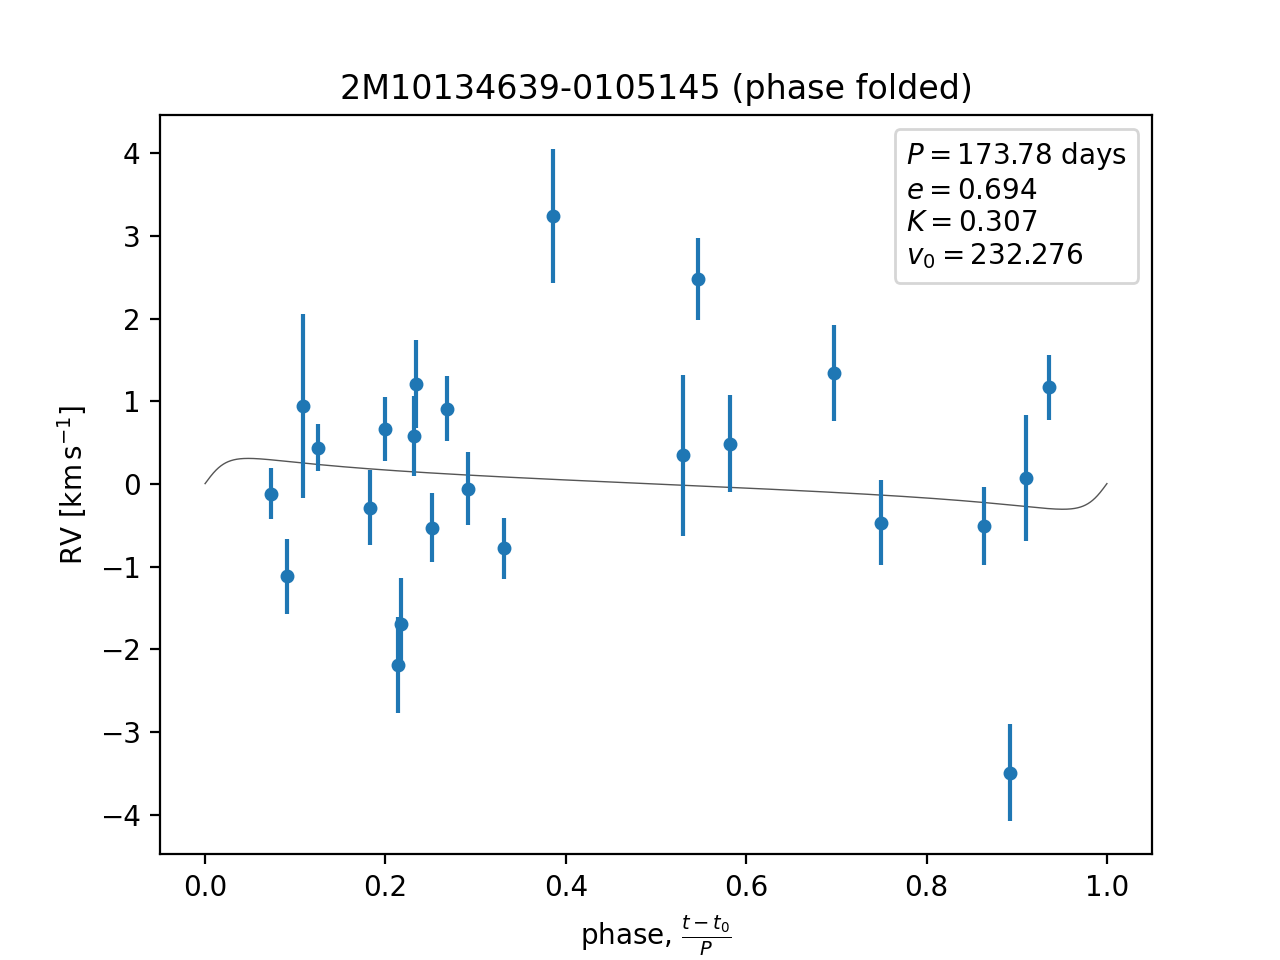 2M10134639-0105145 (phase folded)
P = 173.78 days
e = 0.694
K = 0.307
v₀ = 232.276
RV [km s⁻¹]
4
3
2
1
0
−1
−2
−3
−4
0.0 0.2 0.4 0.6 0.8 1.0
phase, (t − t₀)/P